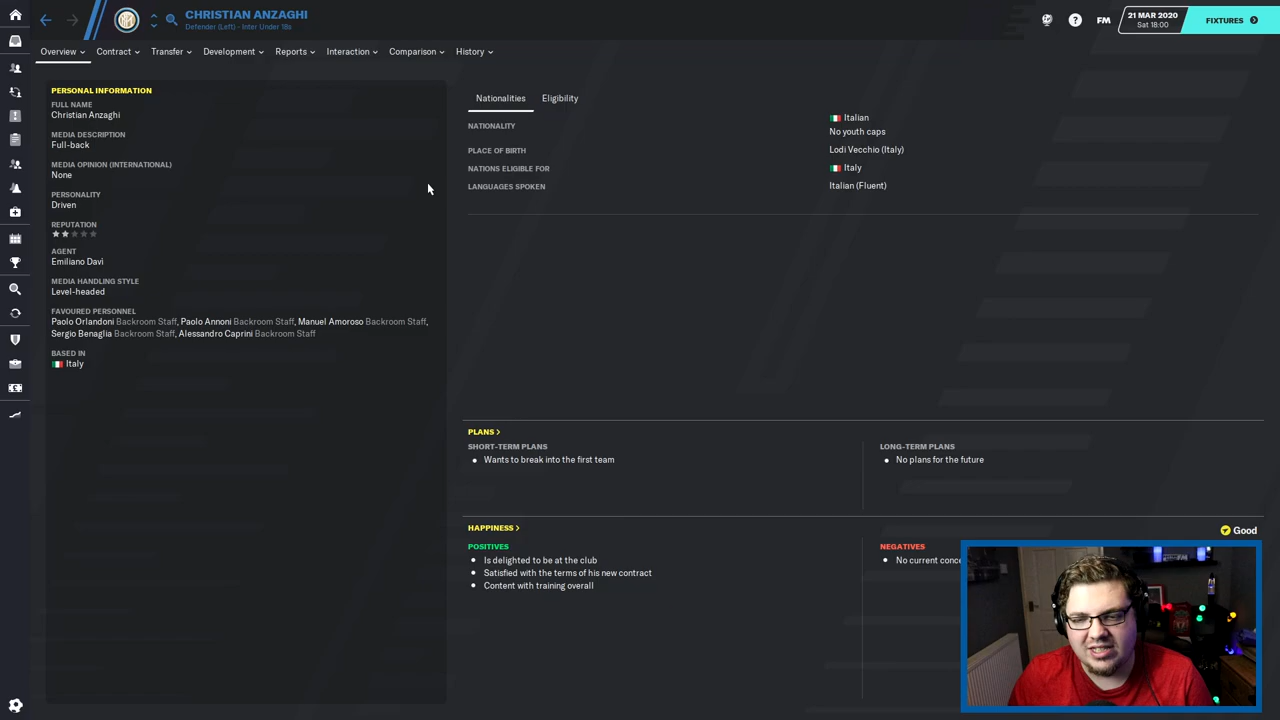 CHRISTIAN ANZAGHI
Defender (Left) - Inter Under 18s
FM
21 MAR 2020
Sat 18:00
FIXTURES
Overview
Contract
Transfer
Development
Reports
Interaction
Comparison
History
PERSONAL INFORMATION
FULL NAME
Christian Anzaghi
MEDIA DESCRIPTION
Full-back
MEDIA OPINION (INTERNATIONAL)
None
PERSONALITY
Driven
REPUTATION
AGENT
Emiliano Davi
MEDIA HANDLING STYLE
Level-headed
FAVOURED PERSONNEL
Paolo Orlandoni Backroom Staff, Paolo Annoni Backroom Staff, Manuel Amoroso Backroom Staff,
Sergio Benaglia Backroom Staff, Alessandro Caprini Backroom Staff
BASED IN
Italy
Nationalities
Eligibility
NATIONALITY
Italian
No youth caps
PLACE OF BIRTH
Lodi Vecchio (Italy)
NATIONS ELIGIBLE FOR
Italy
LANGUAGES SPOKEN
Italian (Fluent)
PLANS >
SHORT-TERM PLANS
• Wants to break into the first team
LONG-TERM PLANS
• No plans for the future
HAPPINESS >
Good
POSITIVES
• Is delighted to be at the club
• Satisfied with the terms of his new contract
• Content with training overall
NEGATIVES
• No current conce